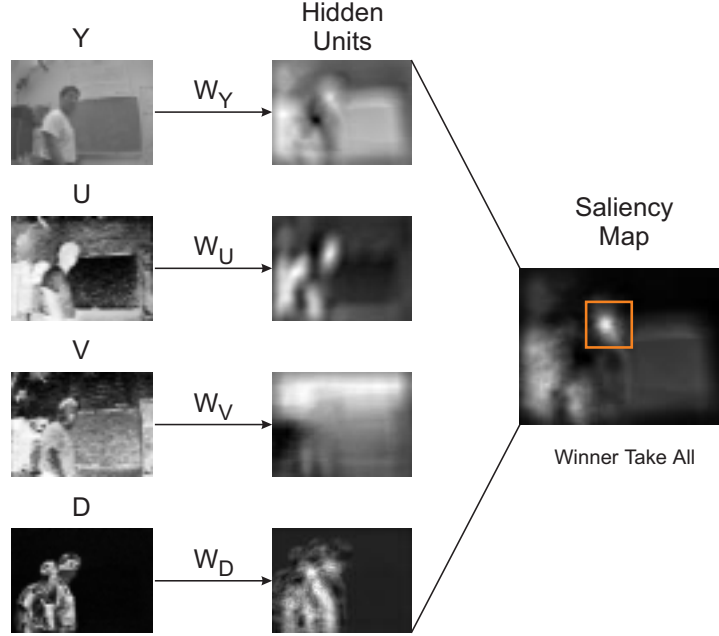 Y
Hidden
Units
W_Y
U
W_U
Saliency
Map
V
W_V
Winner Take All
D
W_D